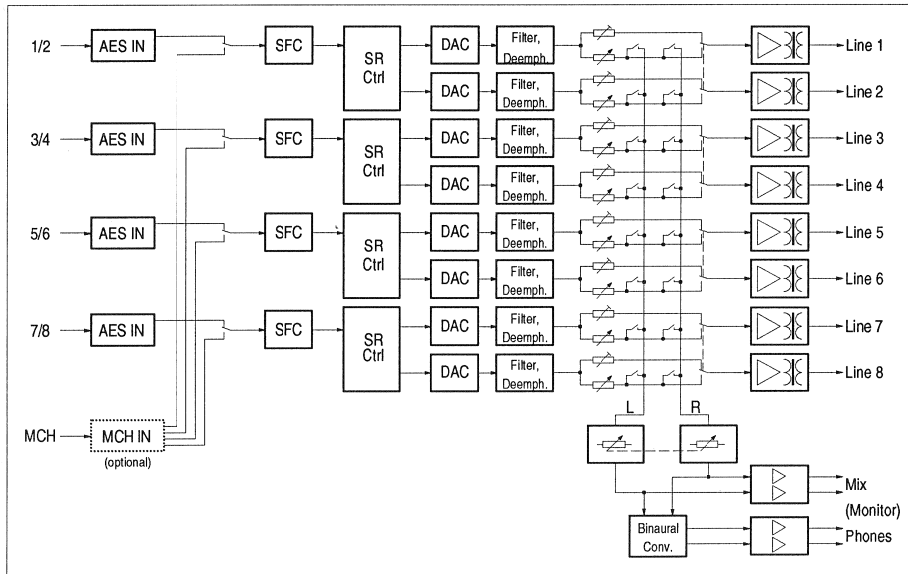 1/2 AES IN SFC SR Ctrl DAC Filter, Deemph. Line 1
DAC Filter, Deemph. Line 2
3/4 AES IN SFC SR Ctrl DAC Filter, Deemph. Line 3
DAC Filter, Deemph. Line 4
5/6 AES IN SFC SR Ctrl DAC Filter, Deemph. Line 5
DAC Filter, Deemph. Line 6
7/8 AES IN SFC SR Ctrl DAC Filter, Deemph. Line 7
DAC Filter, Deemph. Line 8
L R
MCH MCH IN
(optional)
Mix
(Monitor)
Binaural Conv.
Phones